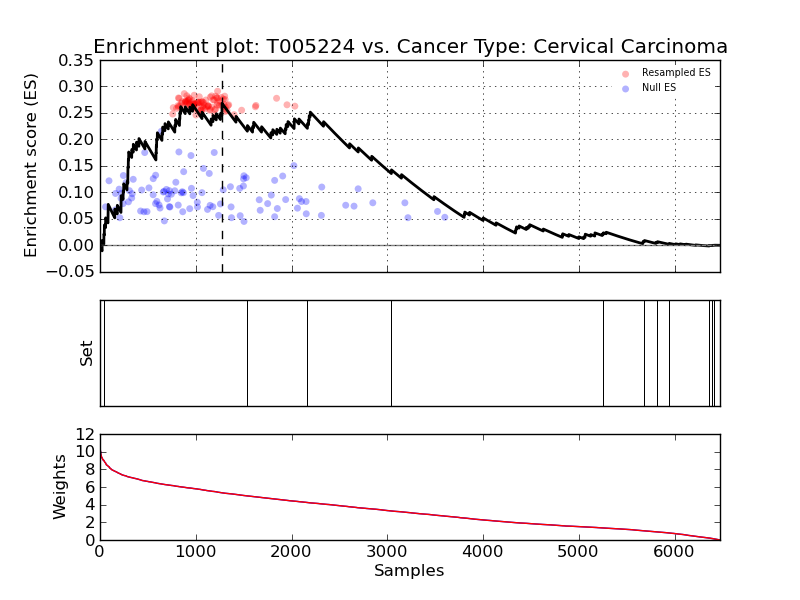 Enrichment plot: T005224 vs. Cancer Type: Cervical Carcinoma
Enrichment score (ES)
0.35
0.30
0.25
0.20
0.15
0.10
0.05
0.00
−0.05
Resampled ES
Null ES
Set
Weights
12
10
8
6
4
2
0
0 1000 2000 3000 4000 5000 6000
Samples